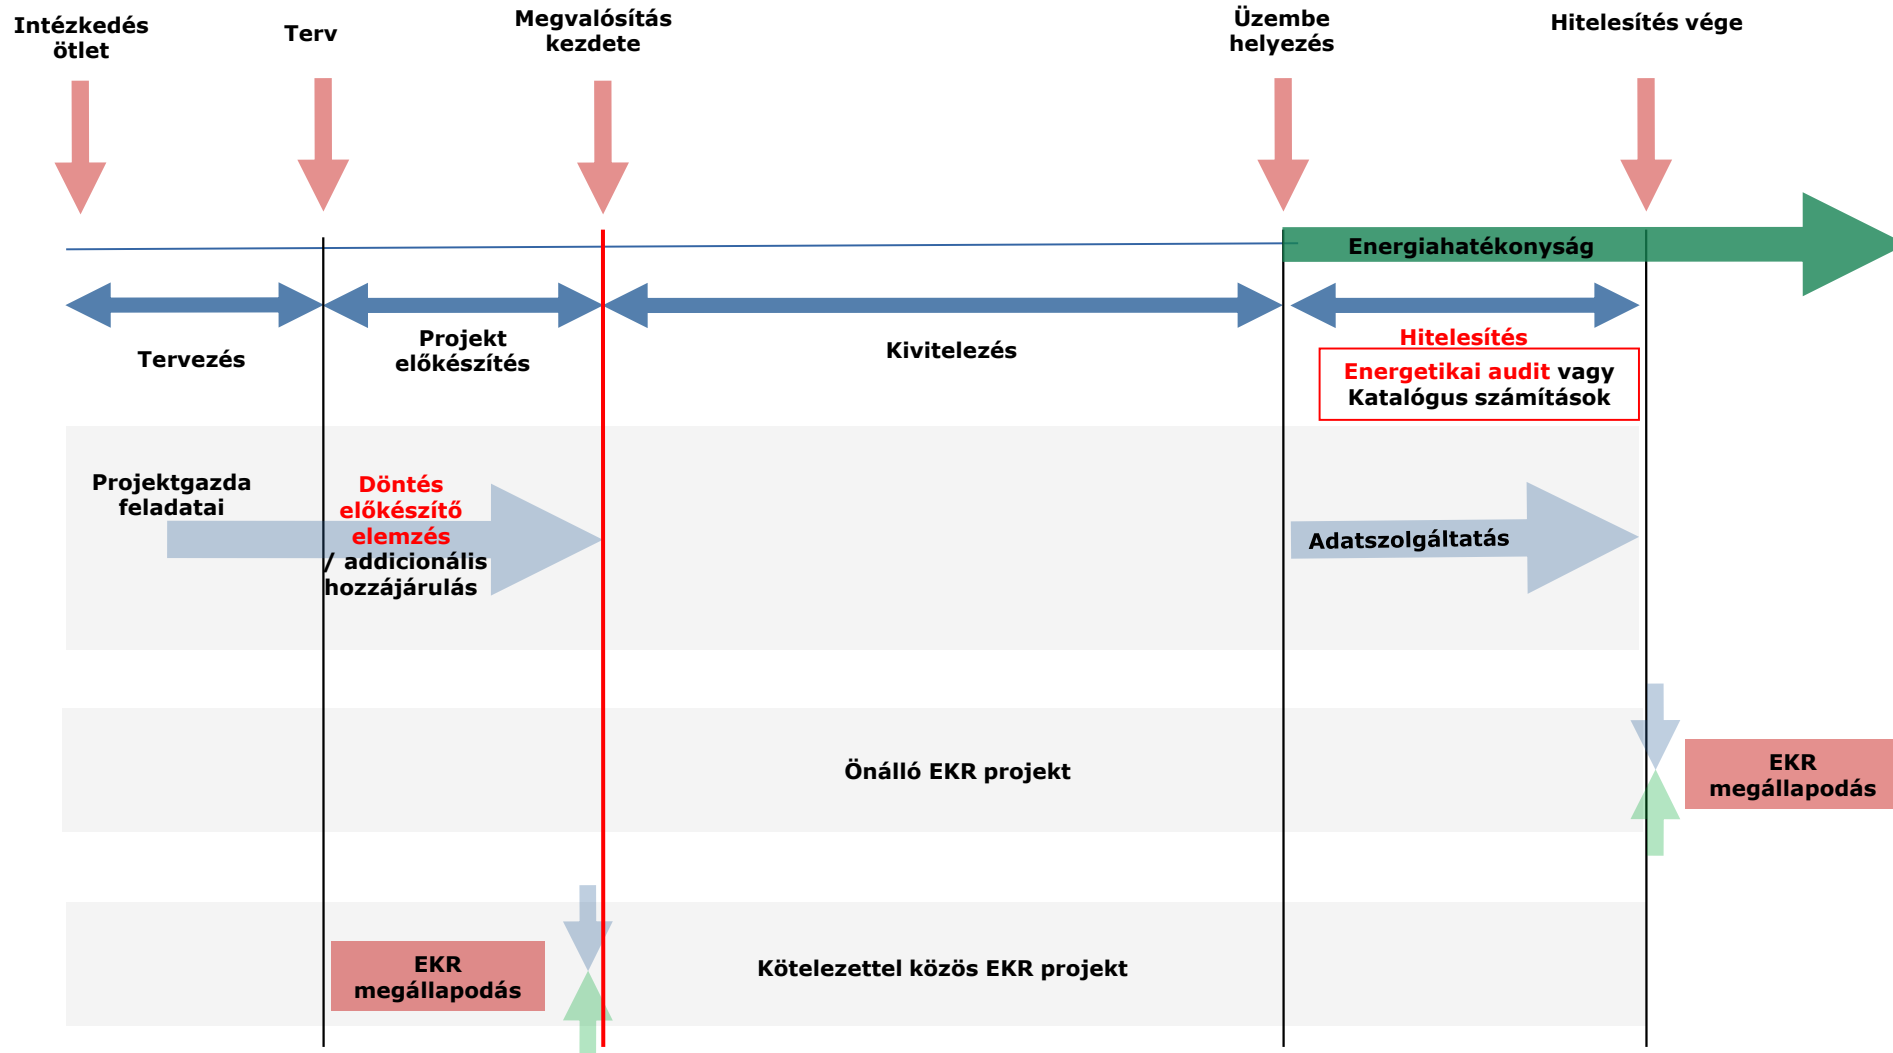 Intézkedés
ötlet
Terv
Megvalósítás
kezdete
Üzembe
helyezés
Hitelesítés vége
Energiahatékonyság
Tervezés
Projekt
előkészítés
Kivitelezés
Hitelesítés
Energetikai audit vagy
Katalógus számítások
Projektgazda
feladatai
Döntés
előkészítő
elemzés
/ addicionális
hozzájárulás
Adatszolgáltatás
Önálló EKR projekt
EKR
megállapodás
EKR
megállapodás
Kötelezettel közös EKR projekt